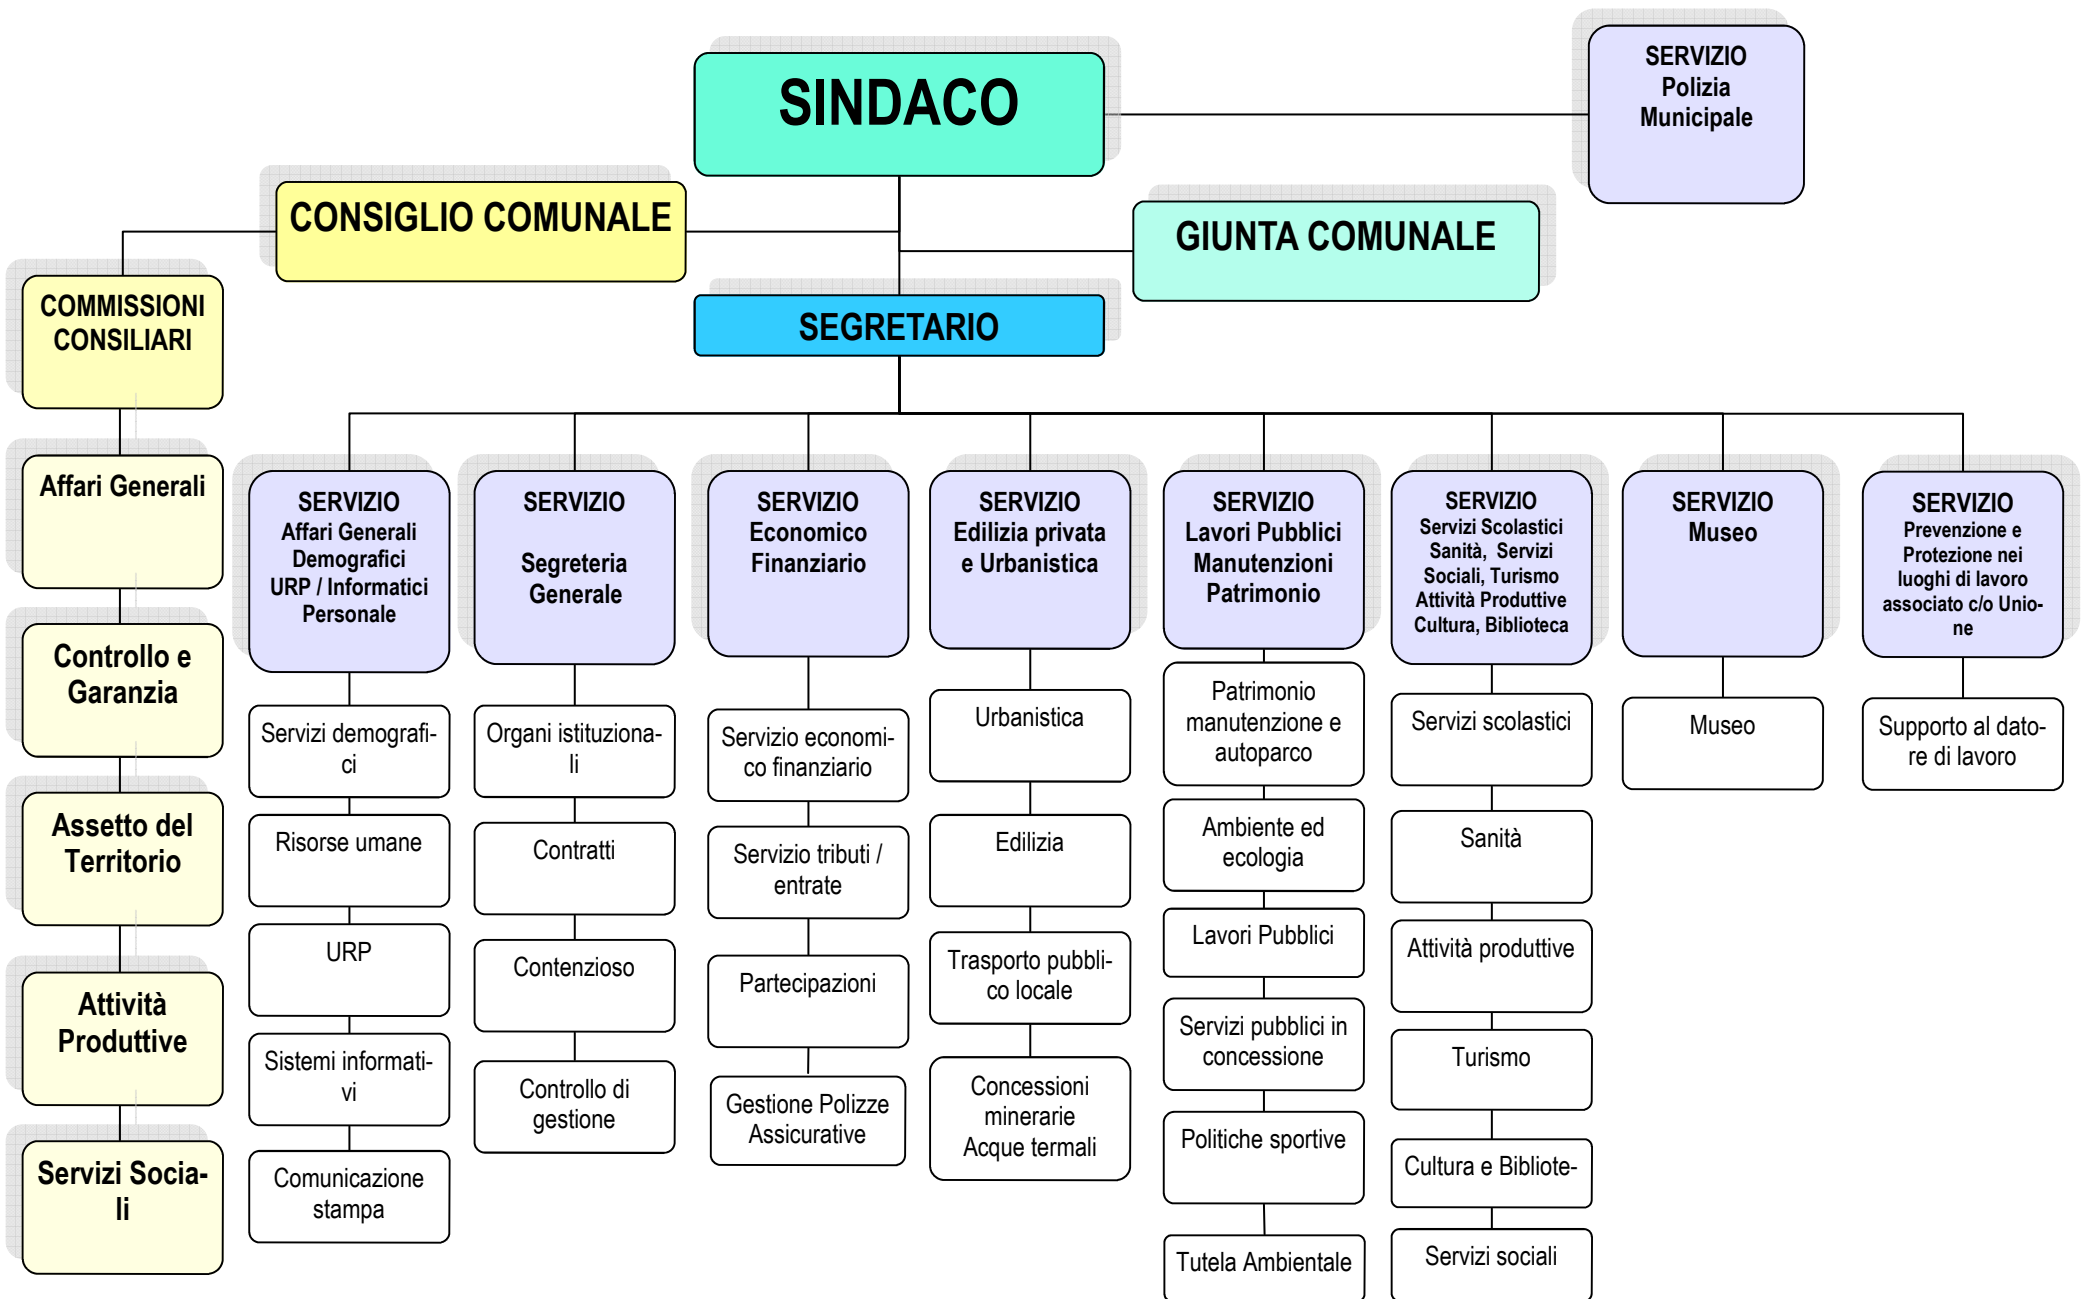 SINDACO
SERVIZIO
Polizia
Municipale
CONSIGLIO COMUNALE
GIUNTA COMUNALE
SEGRETARIO
COMMISSIONI
CONSILIARI
Affari Generali
Controllo e
Garanzia
Assetto del
Territorio
Attività
Produttive
Servizi Socia-
li
SERVIZIO
Affari Generali
Demografici
URP / Informatici
Personale
Servizi demografi-
ci
Risorse umane
URP
Sistemi informati-
vi
Comunicazione
stampa
SERVIZIO
Segreteria
Generale
Organi istituziona-
li
Contratti
Contenzioso
Controllo di
gestione
SERVIZIO
Economico
Finanziario
Servizio economi-
co finanziario
Servizio tributi /
entrate
Partecipazioni
Gestione Polizze
Assicurative
SERVIZIO
Edilizia privata
e Urbanistica
Urbanistica
Edilizia
Trasporto pubbli-
co locale
Concessioni
minerarie
Acque termali
SERVIZIO
Lavori Pubblici
Manutenzioni
Patrimonio
Patrimonio
manutenzione e
autoparco
Ambiente ed
ecologia
Lavori Pubblici
Servizi pubblici in
concessione
Politiche sportive
Tutela Ambientale
SERVIZIO
Servizi Scolastici
Sanità, Servizi
Sociali, Turismo
Attività Produttive
Cultura, Biblioteca
Servizi scolastici
Sanità
Attività produttive
Turismo
Cultura e Bibliote-
Servizi sociali
SERVIZIO
Museo
Museo
SERVIZIO
Prevenzione e
Protezione nei
luoghi di lavoro
associato c/o Unio-
ne
Supporto al dato-
re di lavoro